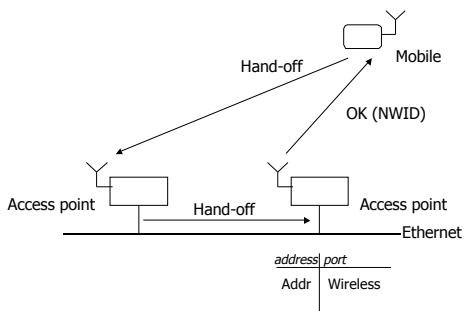 Mobile
Hand-off
OK (NWID)
Access point
Hand-off
Access point
Ethernet
address port
Addr Wireless